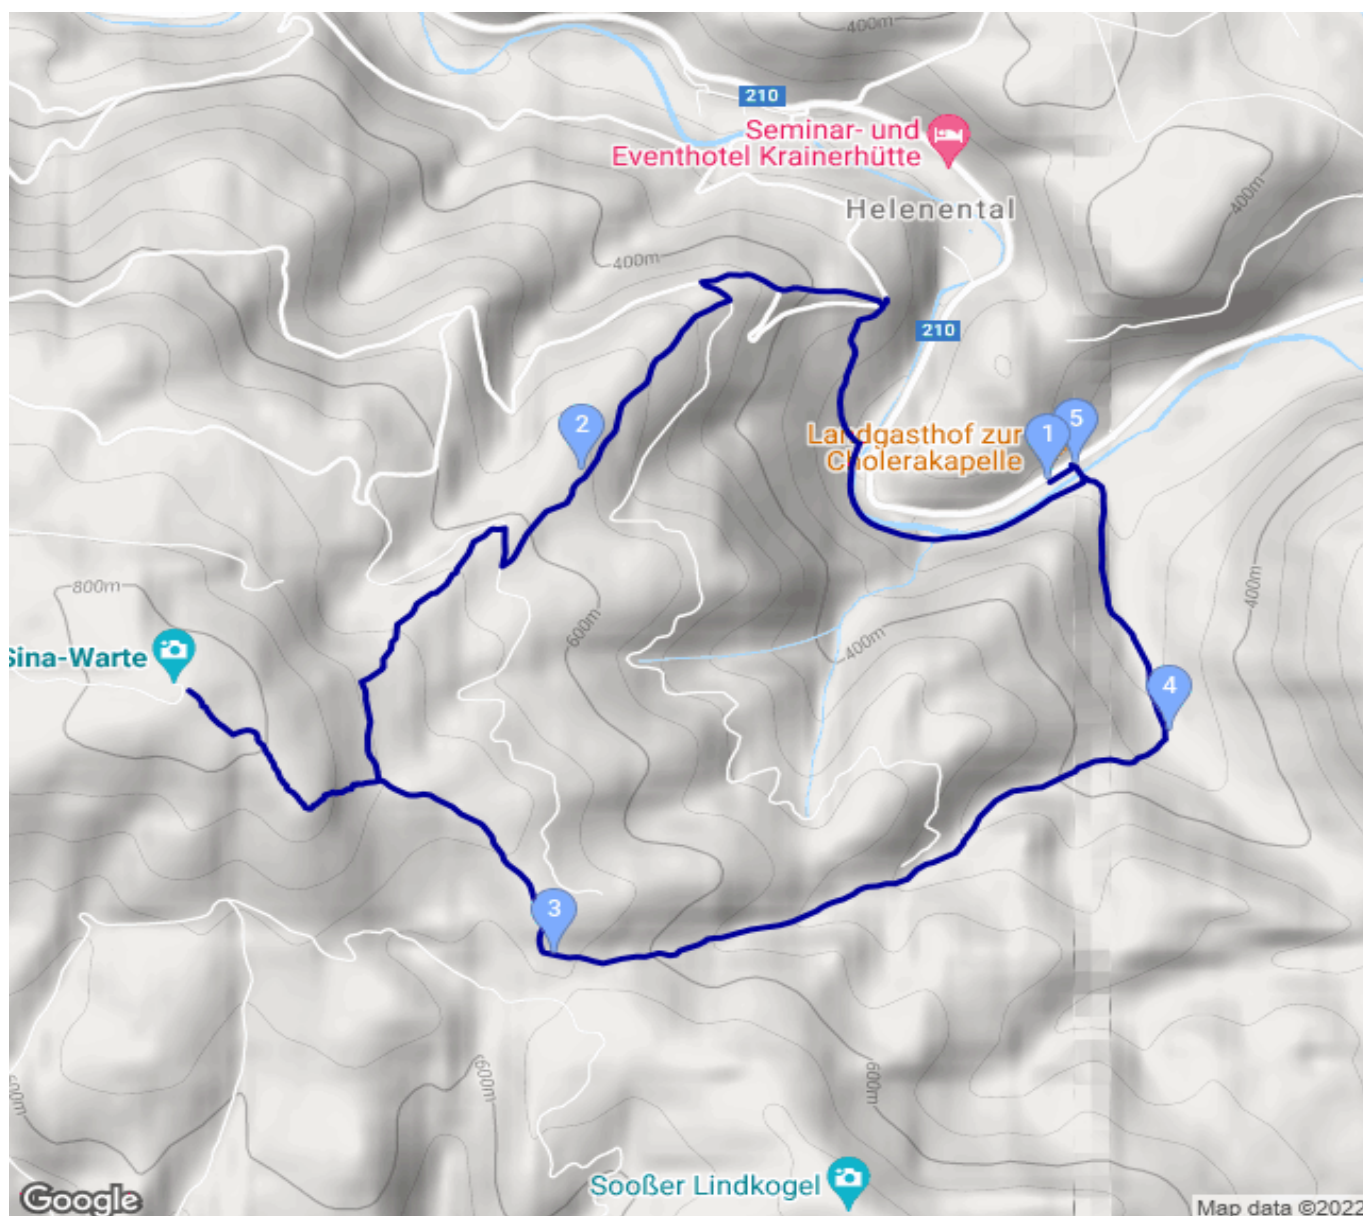 400m
210
Seminar- und
Eventhotel Krainerhütte
Helenental
400m
400m
210
2
1
5
Landgasthof zur
Cholerakapelle
800m
400m
600m
400m
Sina-Warte
4
3
600m
600m
600m
Sooßer Lindkogel
Google
Map data ©2022